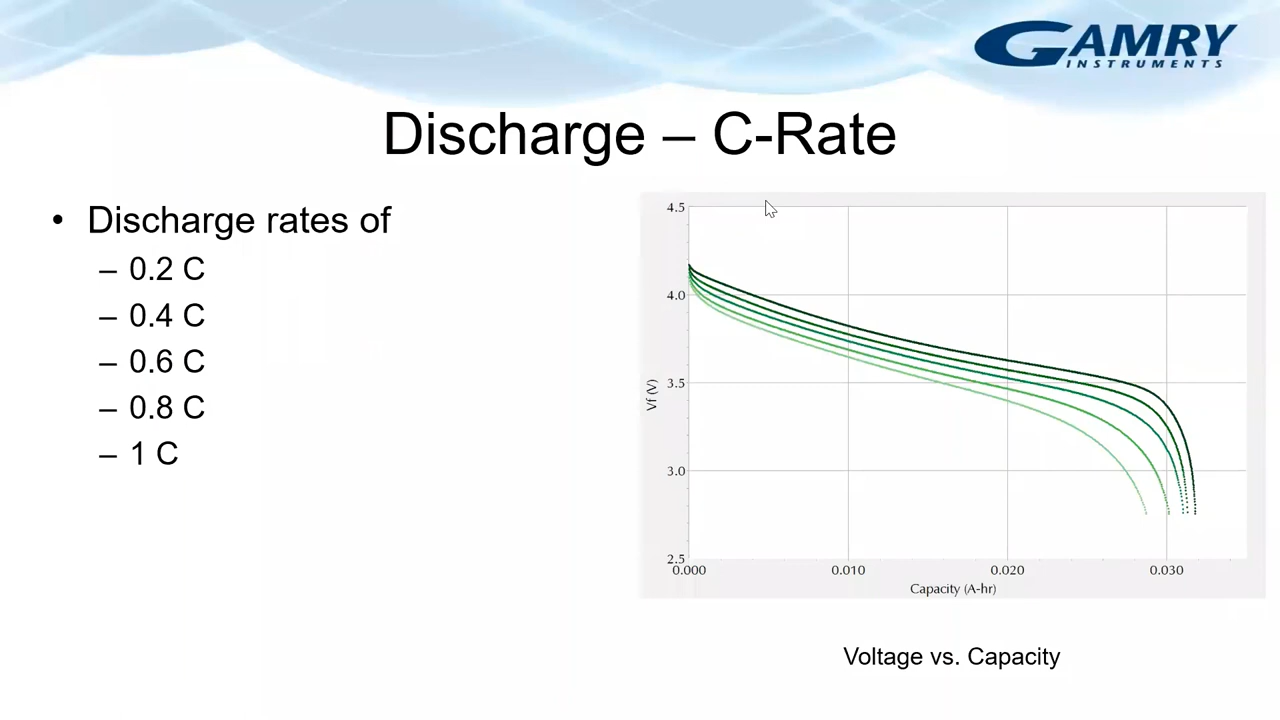 GAMRY
INSTRUMENTS
Discharge – C-Rate
• Discharge rates of
– 0.2 C
– 0.4 C
– 0.6 C
– 0.8 C
– 1 C
4.5
4.0
3.5
3.0
2.5
Vf (V)
0.000 0.010 0.020 0.030
Capacity (A-hr)
Voltage vs. Capacity